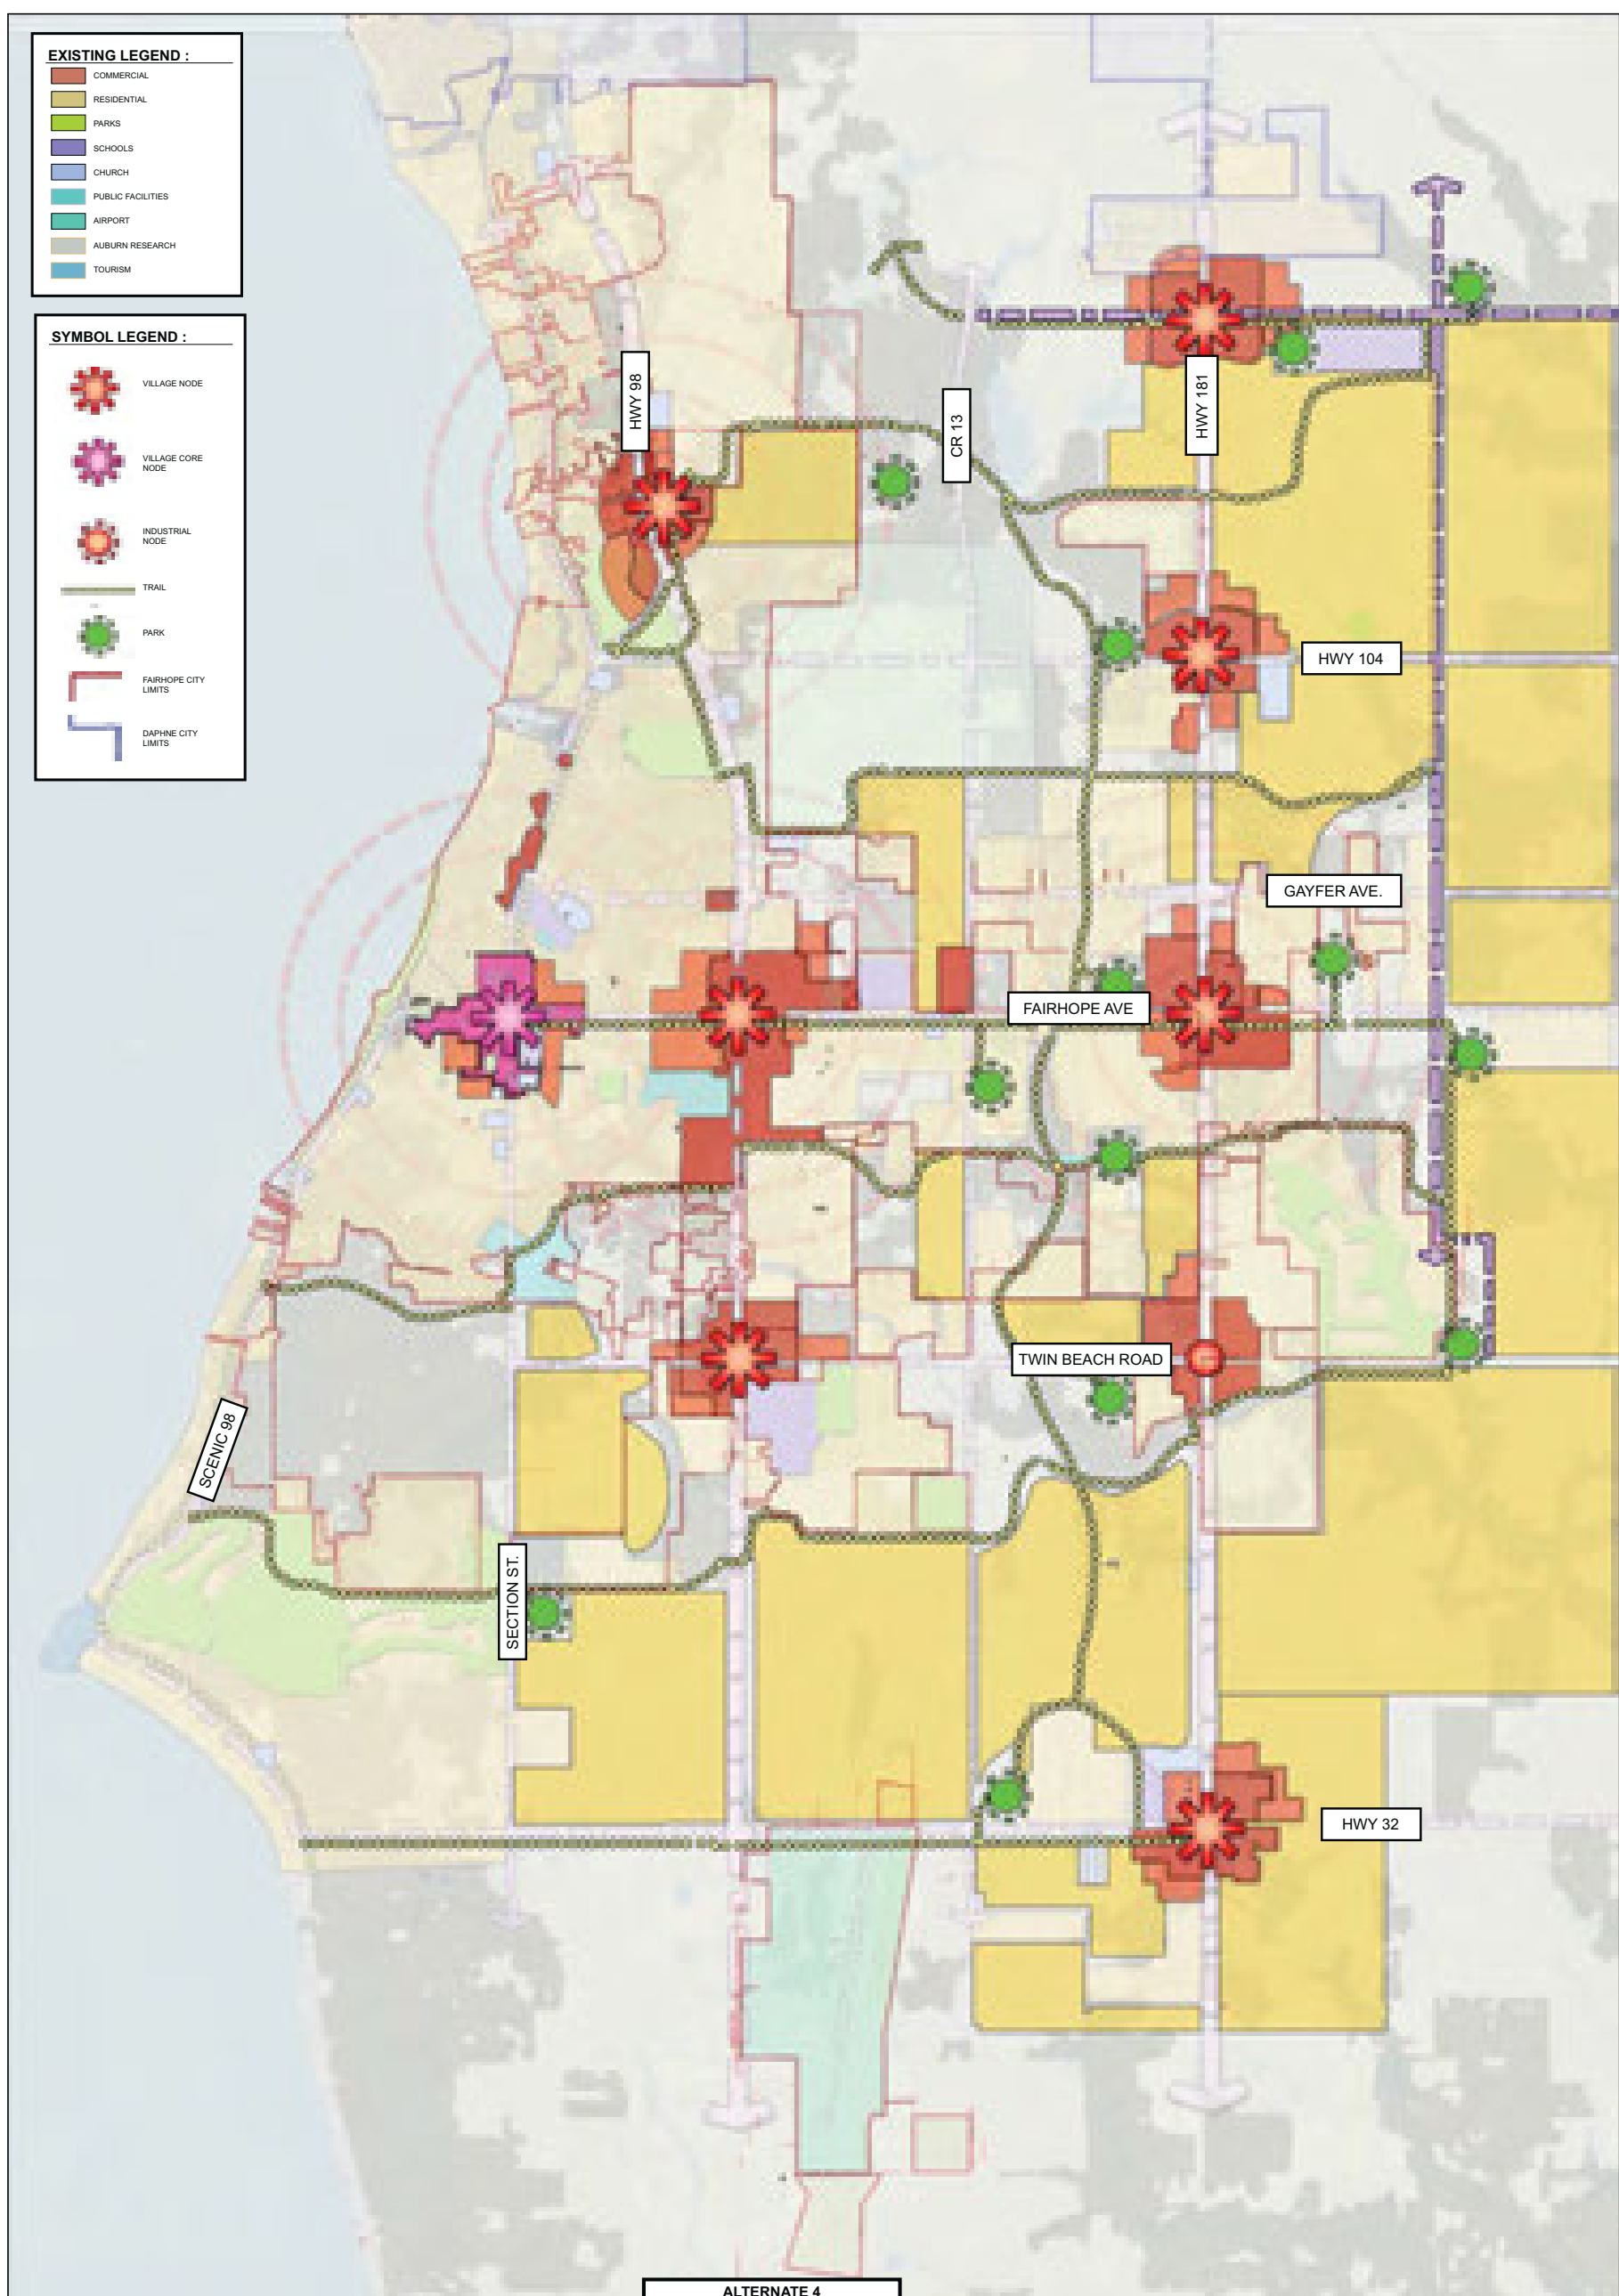 EXISTING LEGEND :
COMMERCIAL
RESIDENTIAL
PARKS
SCHOOLS
CHURCH
PUBLIC FACILITIES
AIRPORT
AUBURN RESEARCH
TOURISM
SYMBOL LEGEND :
VILLAGE NODE
VILLAGE CORE
NODE
INDUSTRIAL
NODE
TRAIL
PARK
FAIRHOPE CITY
LIMITS
DAPHNE CITY
LIMITS
HWY 98
CR 13
HWY 181
HWY 104
GAYFER AVE.
FAIRHOPE AVE
TWIN BEACH ROAD
SCENIC 98
SECTION ST.
HWY 32
ALTERNATE 4